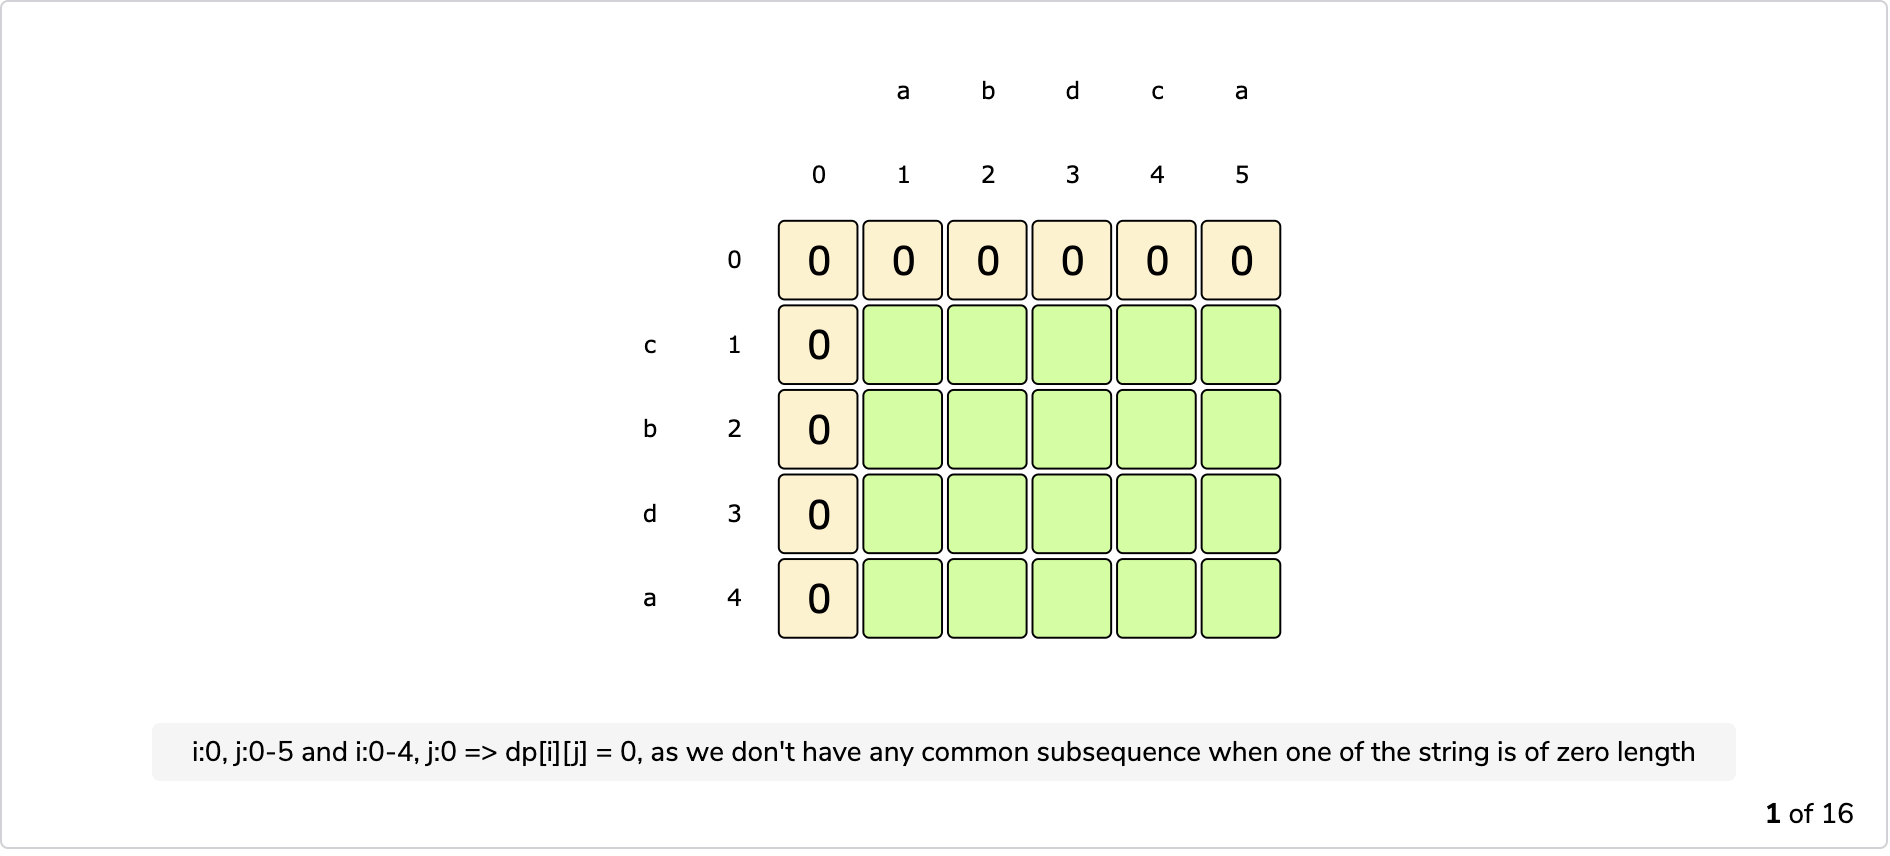 a b d c a
0 1 2 3 4 5
0 0 0 0 0 0 0
c 1 0
b 2 0
d 3 0
a 4 0
i:0, j:0-5 and i:0-4, j:0 => dp[i][j] = 0, as we don't have any common subsequence when one of the string is of zero length
1 of 16